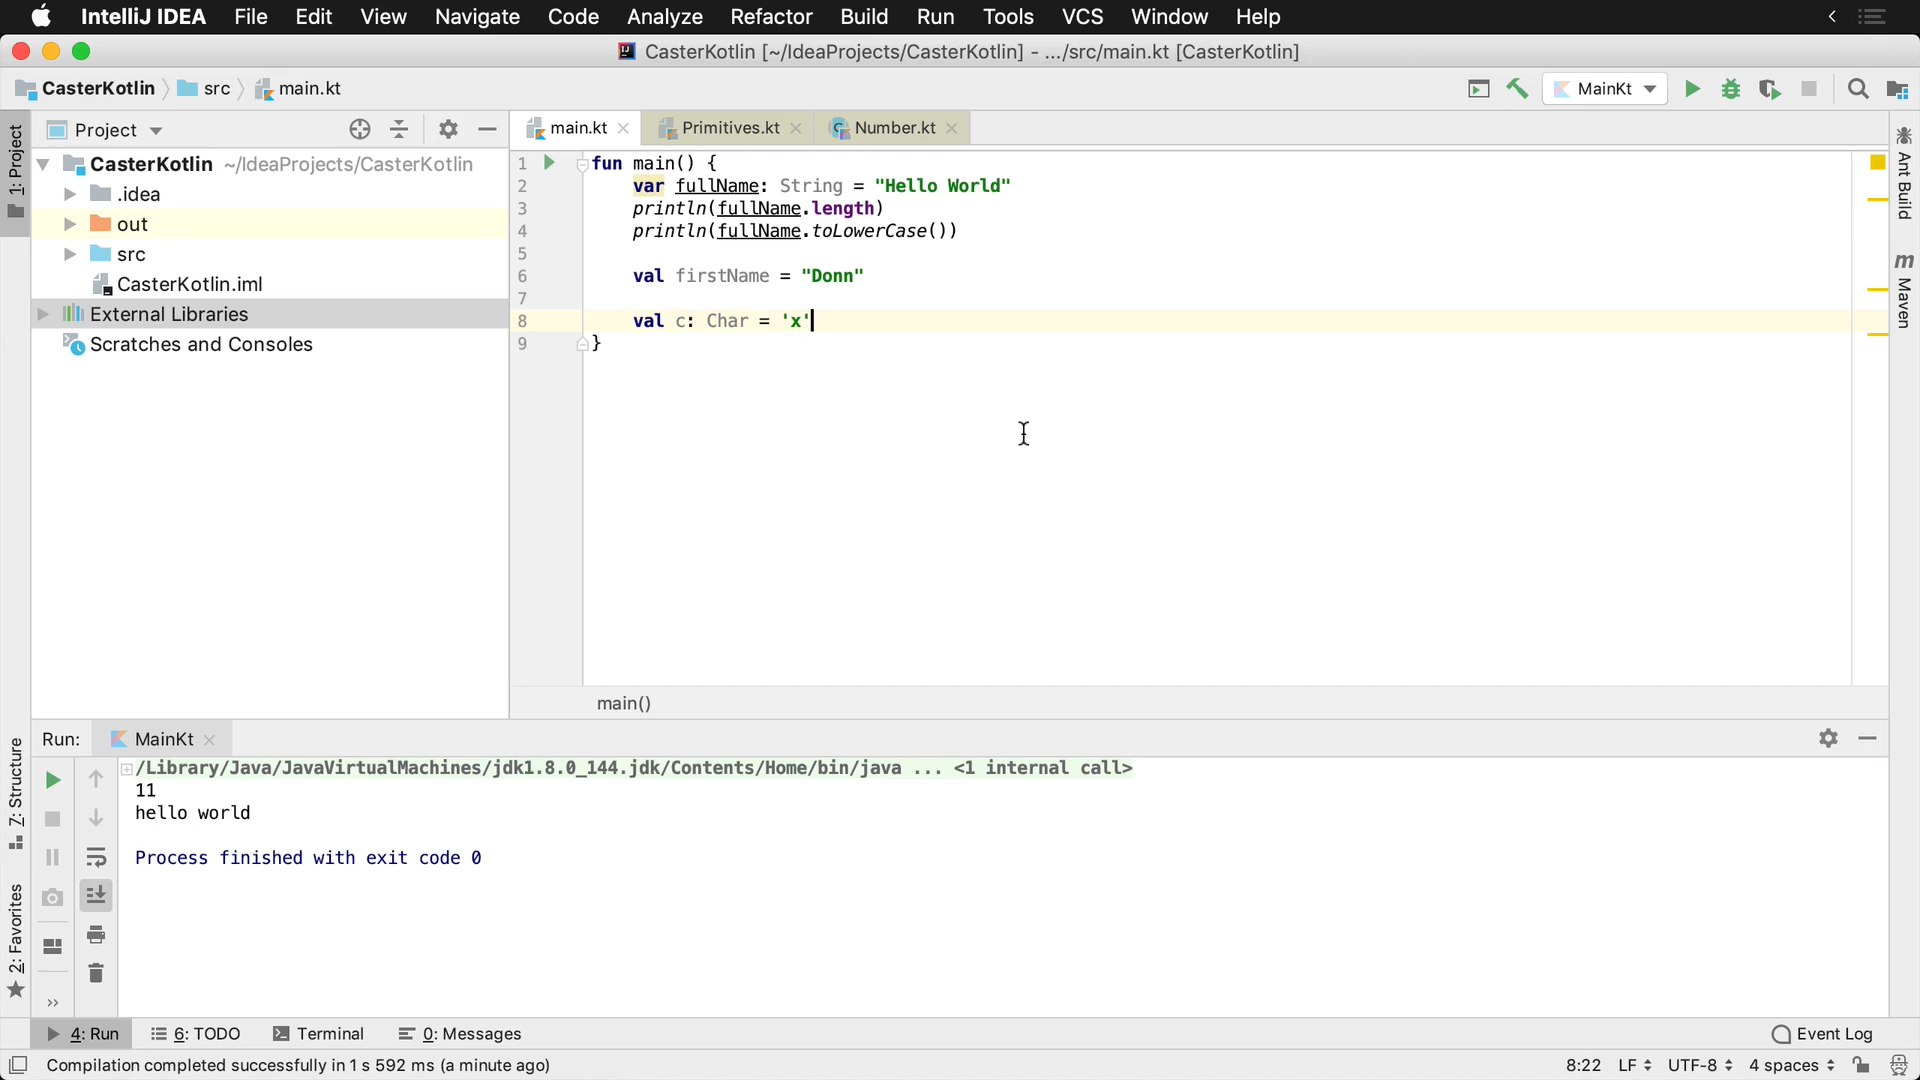 IntelliJ IDEA File Edit View Navigate Code Analyze Refactor Build Run Tools VCS Window Help
CasterKotlin [~/IdeaProjects/CasterKotlin] - .../src/main.kt [CasterKotlin]
CasterKotlin src main.kt MainKt
1: Project
Project
main.kt Primitives.kt Number.kt
CasterKotlin ~/IdeaProjects/CasterKotlin
.idea
out
src
CasterKotlin.iml
External Libraries
Scratches and Consoles
1 fun main() {
2 var fullName: String = "Hello World"
3 println(fullName.length)
4 println(fullName.toLowerCase())
5
6 val firstName = "Donn"
7
8 val c: Char = 'x'
9 }
Ant Build
m Maven
main()
Run: MainKt
/Library/Java/JavaVirtualMachines/jdk1.8.0_144.jdk/Contents/Home/bin/java ... <1 internal call>
11
hello world
Process finished with exit code 0
Z: Structure
2: Favorites
4: Run 6: TODO Terminal 0: Messages Event Log
Compilation completed successfully in 1 s 592 ms (a minute ago) 8:22 LF UTF-8 4 spaces